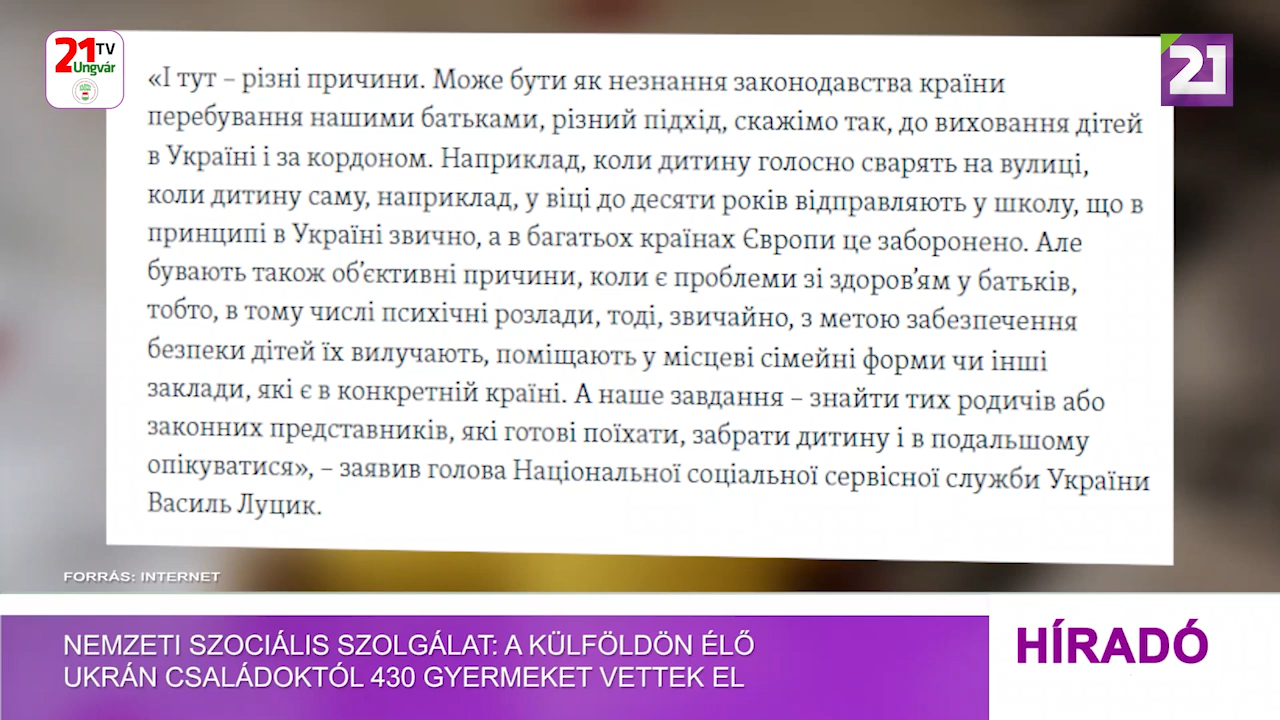 21 TV
Ungvár
21
«І тут – різні причини. Може бути як незнання законодавства країни
перебування нашими батьками, різний підхід, скажімо так, до виховання дітей
в Україні і за кордоном. Наприклад, коли дитину голосно сварять на вулиці,
коли дитину саму, наприклад, у віці до десяти років відправляють у школу, що в
принципі в Україні звично, а в багатьох країнах Європи це заборонено. Але
бувають також об’єктивні причини, коли є проблеми зі здоров’ям у батьків,
тобто, в тому числі психічні розлади, тоді, звичайно, з метою забезпечення
безпеки дітей їх вилучають, поміщають у місцеві сімейні форми чи інші
заклади, які є в конкретній країні. А наше завдання – знайти тих родичів або
законних представників, які готові поїхати, забрати дитину і в подальшому
опікуватися», – заявив голова Національної соціальної сервісної служби України
Василь Луцик.
FORRÁS: INTERNET
NEMZETI SZOCIÁLIS SZOLGÁLAT: A KÜLFÖLDÖN ÉLŐ
UKRÁN CSALÁDOKTÓL 430 GYERMEKET VETTEK EL
HÍRADÓ